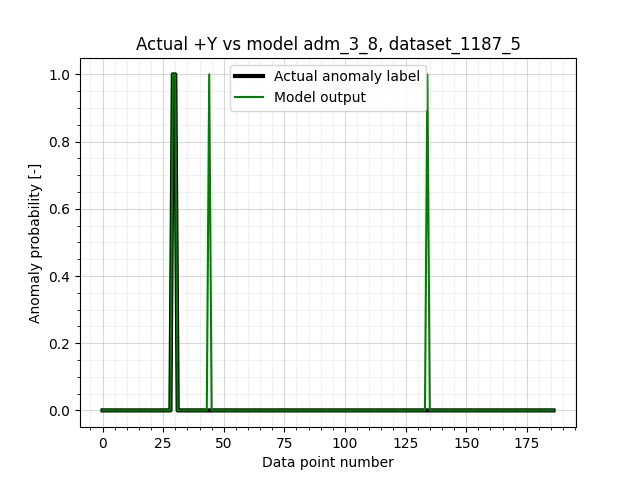 Actual +Y vs model adm_3_8, dataset_1187_5
Actual anomaly label
Model output
Anomaly probability [-]
1.0
0.8
0.6
0.4
0.2
0.0
0 25 50 75 100 125 150 175
Data point number